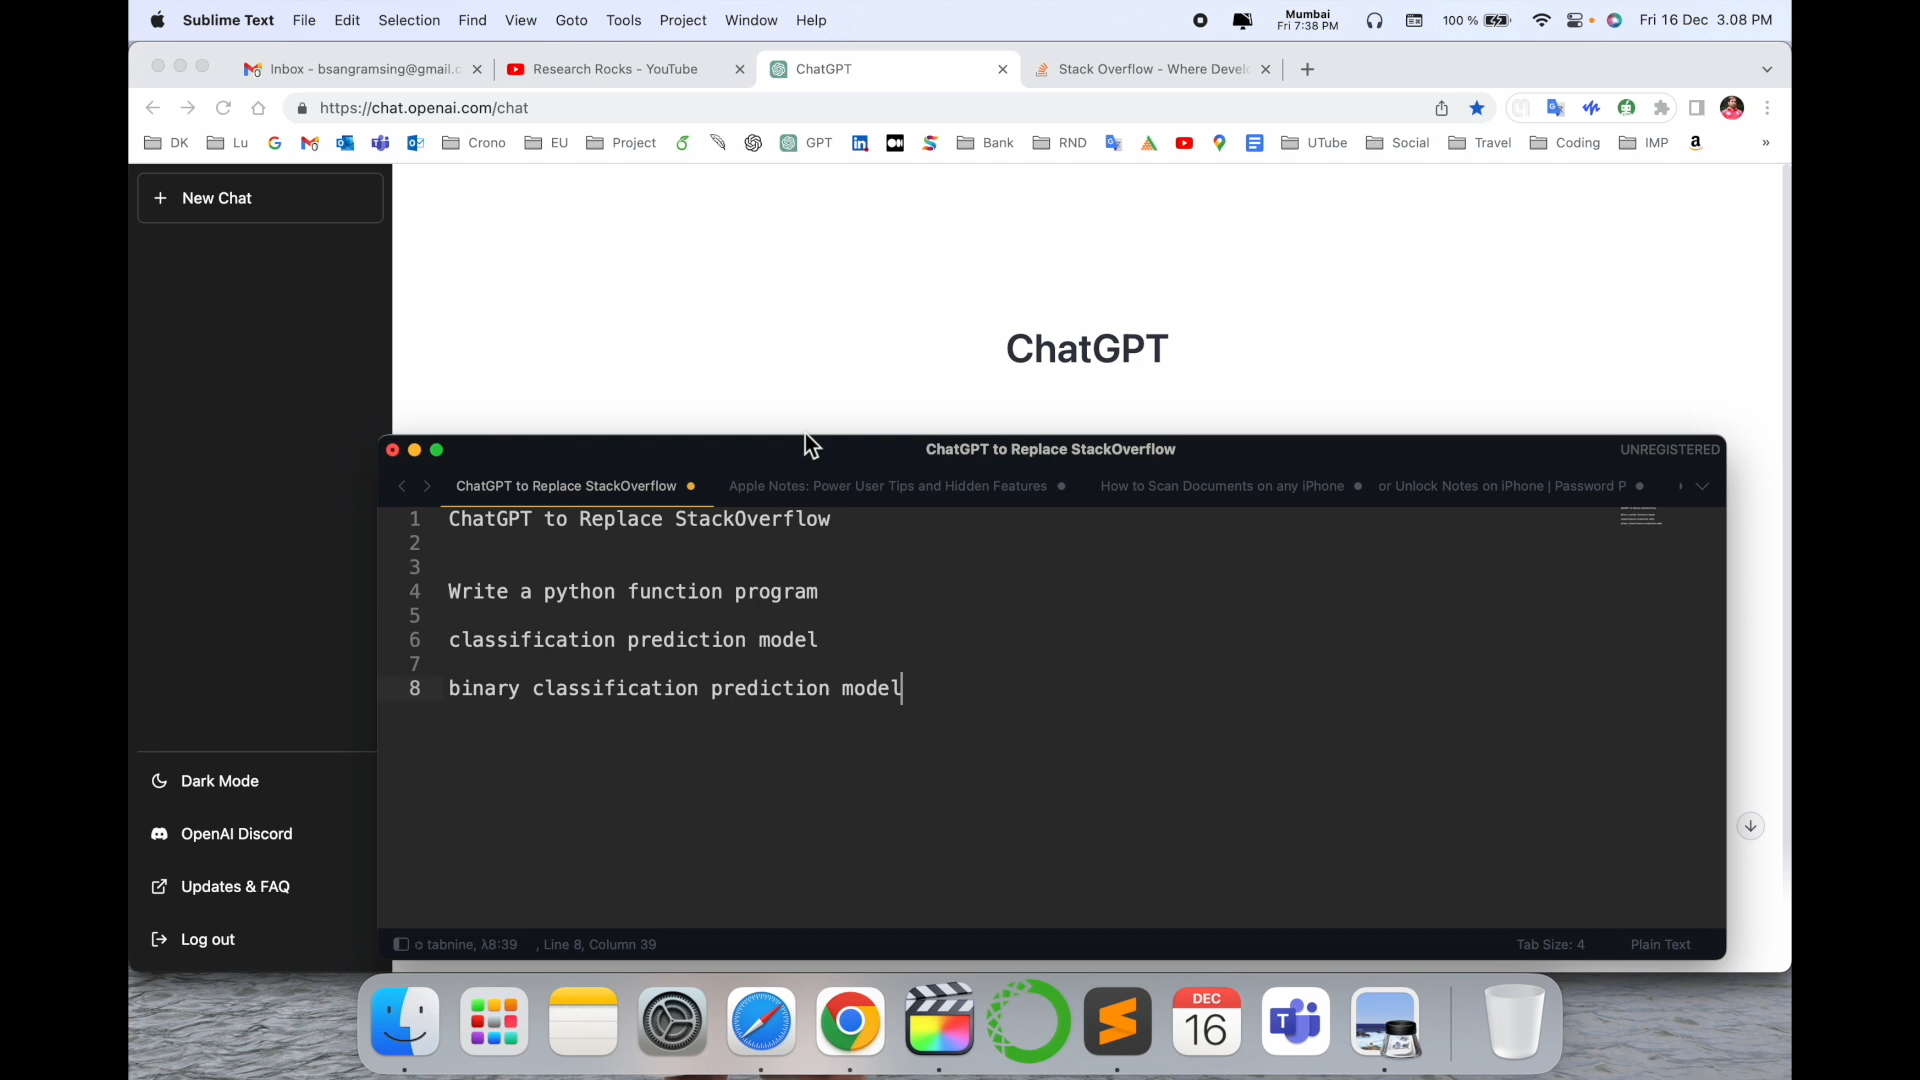 Sublime Text File Edit Selection Find View Goto Tools Project Window Help
Mumbai
Fri 7:38 PM
100 %
Fri 16 Dec 3.08 PM
Inbox - bsangramsing@gmail.c
Research Rocks - YouTube
ChatGPT
Stack Overflow - Where Devel
https://chat.openai.com/chat
DK Lu Crono EU Project GPT Bank RND UTube Social Travel Coding IMP
New Chat
ChatGPT
ChatGPT to Replace StackOverflow
UNREGISTERED
ChatGPT to Replace StackOverflow
Apple Notes: Power User Tips and Hidden Features
How to Scan Documents on any iPhone
or Unlock Notes on iPhone | Password P
1 ChatGPT to Replace StackOverflow
2
3
4 Write a python function program
5
6 classification prediction model
7
8 binary classification prediction model
Dark Mode
OpenAI Discord
Updates & FAQ
Log out
tabnine, λ8:39 , Line 8, Column 39
Tab Size: 4
Plain Text
DEC
16